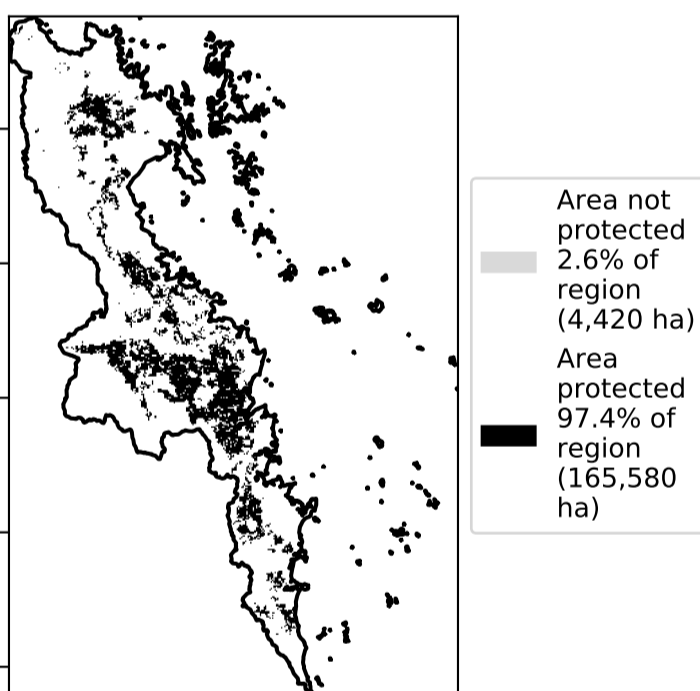 Area not
protected
2.6% of
region
(4,420 ha)
Area
protected
97.4% of
region
(165,580
ha)